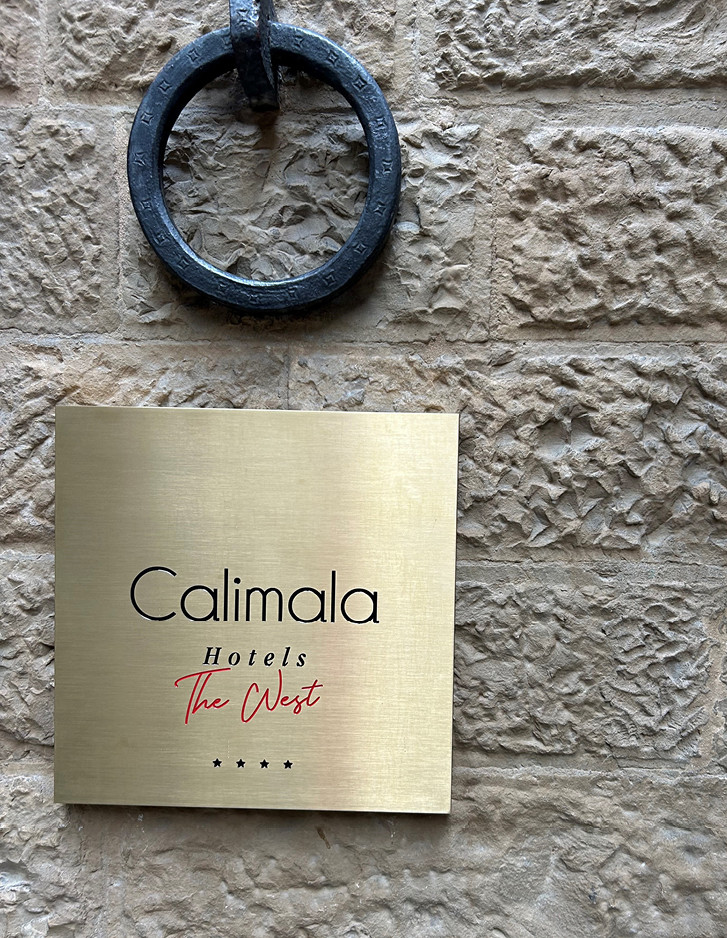 Calimala
Hotels
The West
★ ★ ★ ★